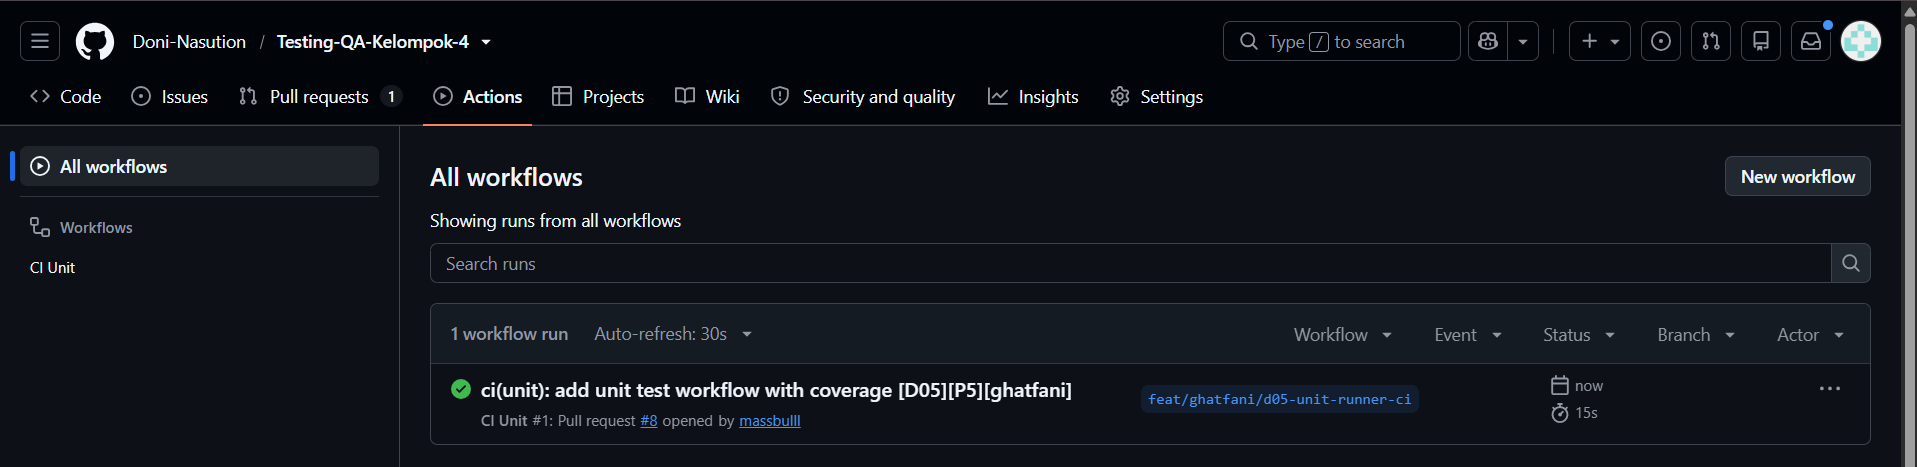 Doni-Nasution / Testing-QA-Kelompok-4
Type / to search
Code
Issues
Pull requests 1
Actions
Projects
Wiki
Security and quality
Insights
Settings
All workflows
Workflows
CI Unit
All workflows
New workflow
Showing runs from all workflows
Search runs
1 workflow run
Auto-refresh: 30s
Workflow
Event
Status
Branch
Actor
ci(unit): add unit test workflow with coverage [D05][P5][ghatfani]
CI Unit #1: Pull request #8 opened by massbulll
feat/ghatfani/d05-unit-runner-ci
now
15s